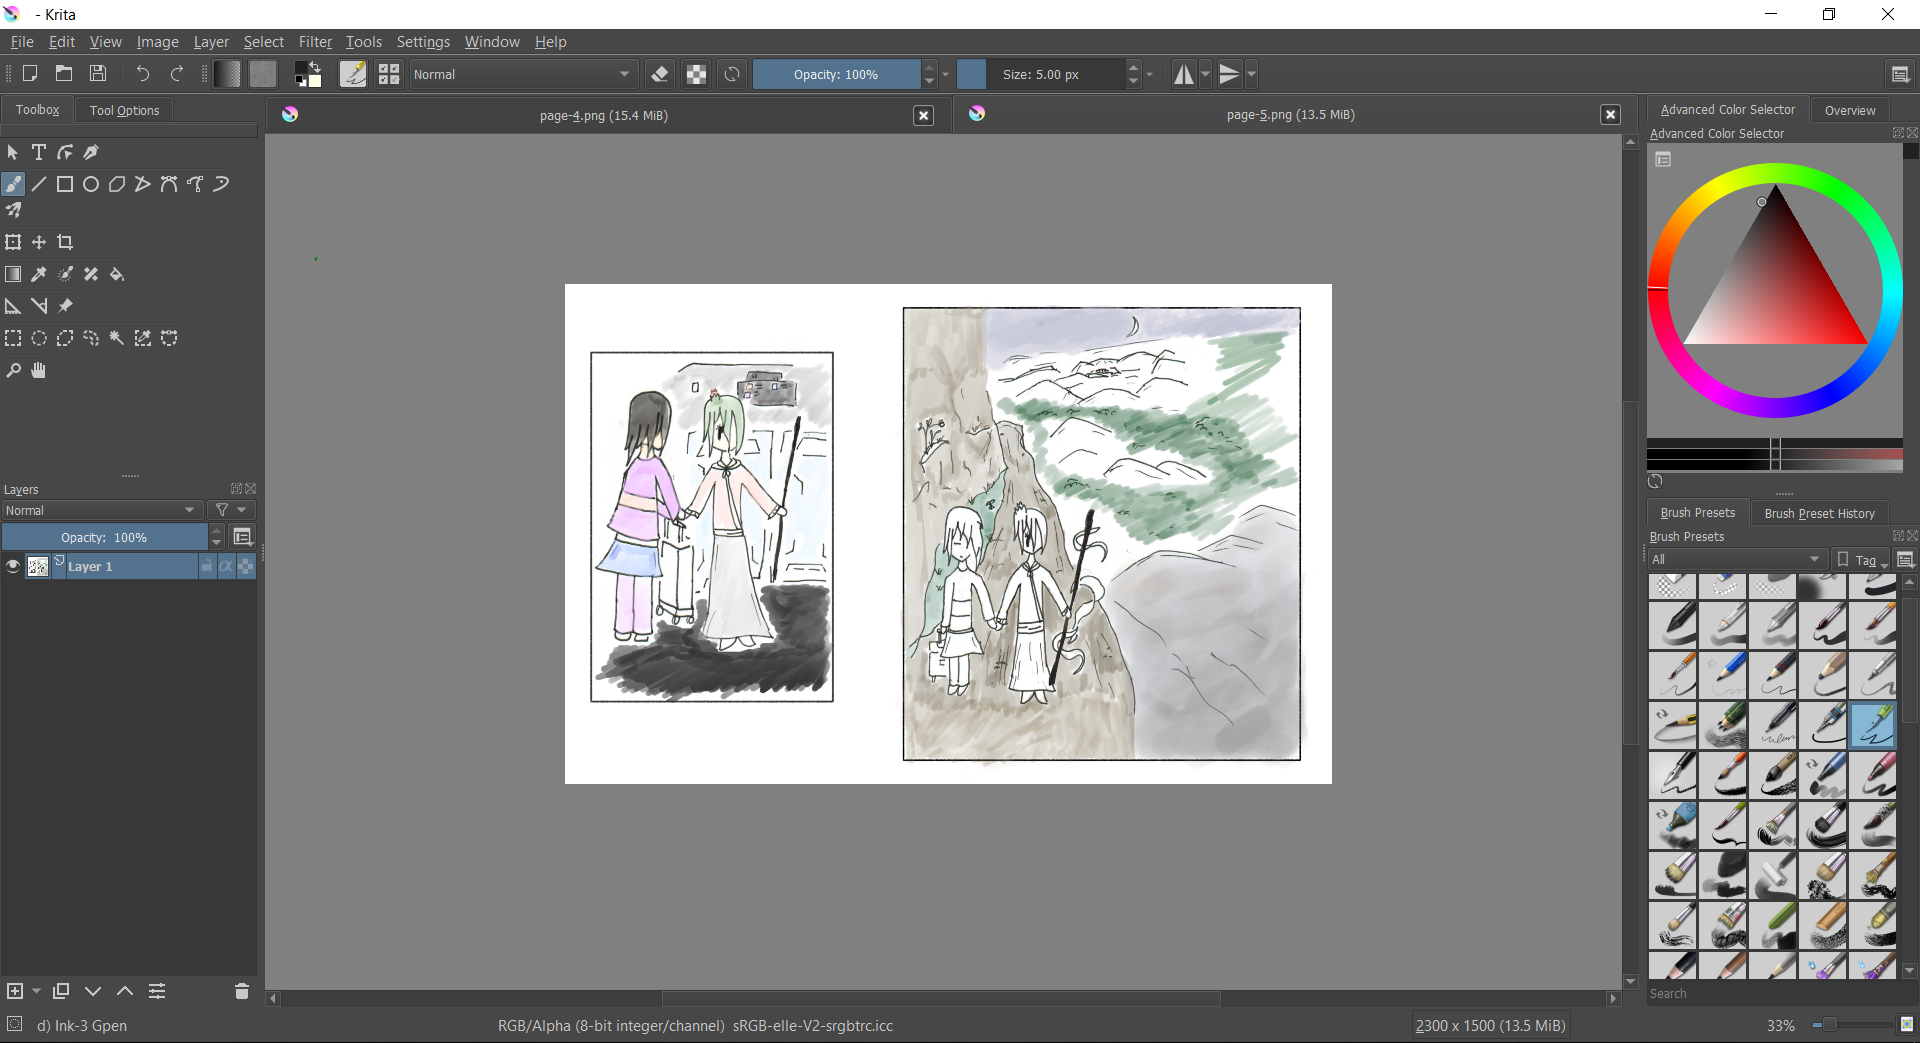 - Krita
File Edit View Image Layer Select Filter Tools Settings Window Help
Normal
Opacity: 100%
Size: 5.00 px
Toolbox
Tool Options
page-4.png (15.4 MiB)
page-5.png (13.5 MiB)
Advanced Color Selector
Overview
Advanced Color Selector
Layers
Normal
Opacity: 100%
Layer 1
Brush Presets
Brush Preset History
Brush Presets
All
Tag
Search
d) Ink-3 Gpen
RGB/Alpha (8-bit integer/channel) sRGB-elle-V2-srgbtrc.icc
2300 x 1500 (13.5 MiB)
33%